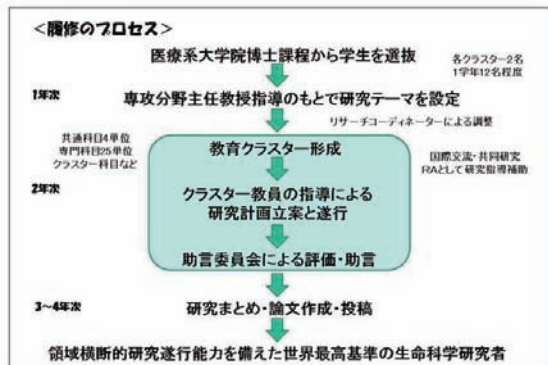 <履修のプロセス>
医療系大学院博士課程から学生を選抜
各クラスター2名
1学年12名程度
1年次
専攻分野主任教授指導のもとで研究テーマを設定
リサーチコーディネーターによる調整
共通科目4単位
専門科目25単位
クラスター科目など
教育クラスター形成
国際交流・共同研究
RAとして研究指導補助
2年次
クラスター教員の指導による
研究計画立案と遂行
助言委員会による評価・助言
3~4年次
研究まとめ・論文作成・投稿
領域横断的研究遂行能力を備えた世界最高基準の生命科学研究者